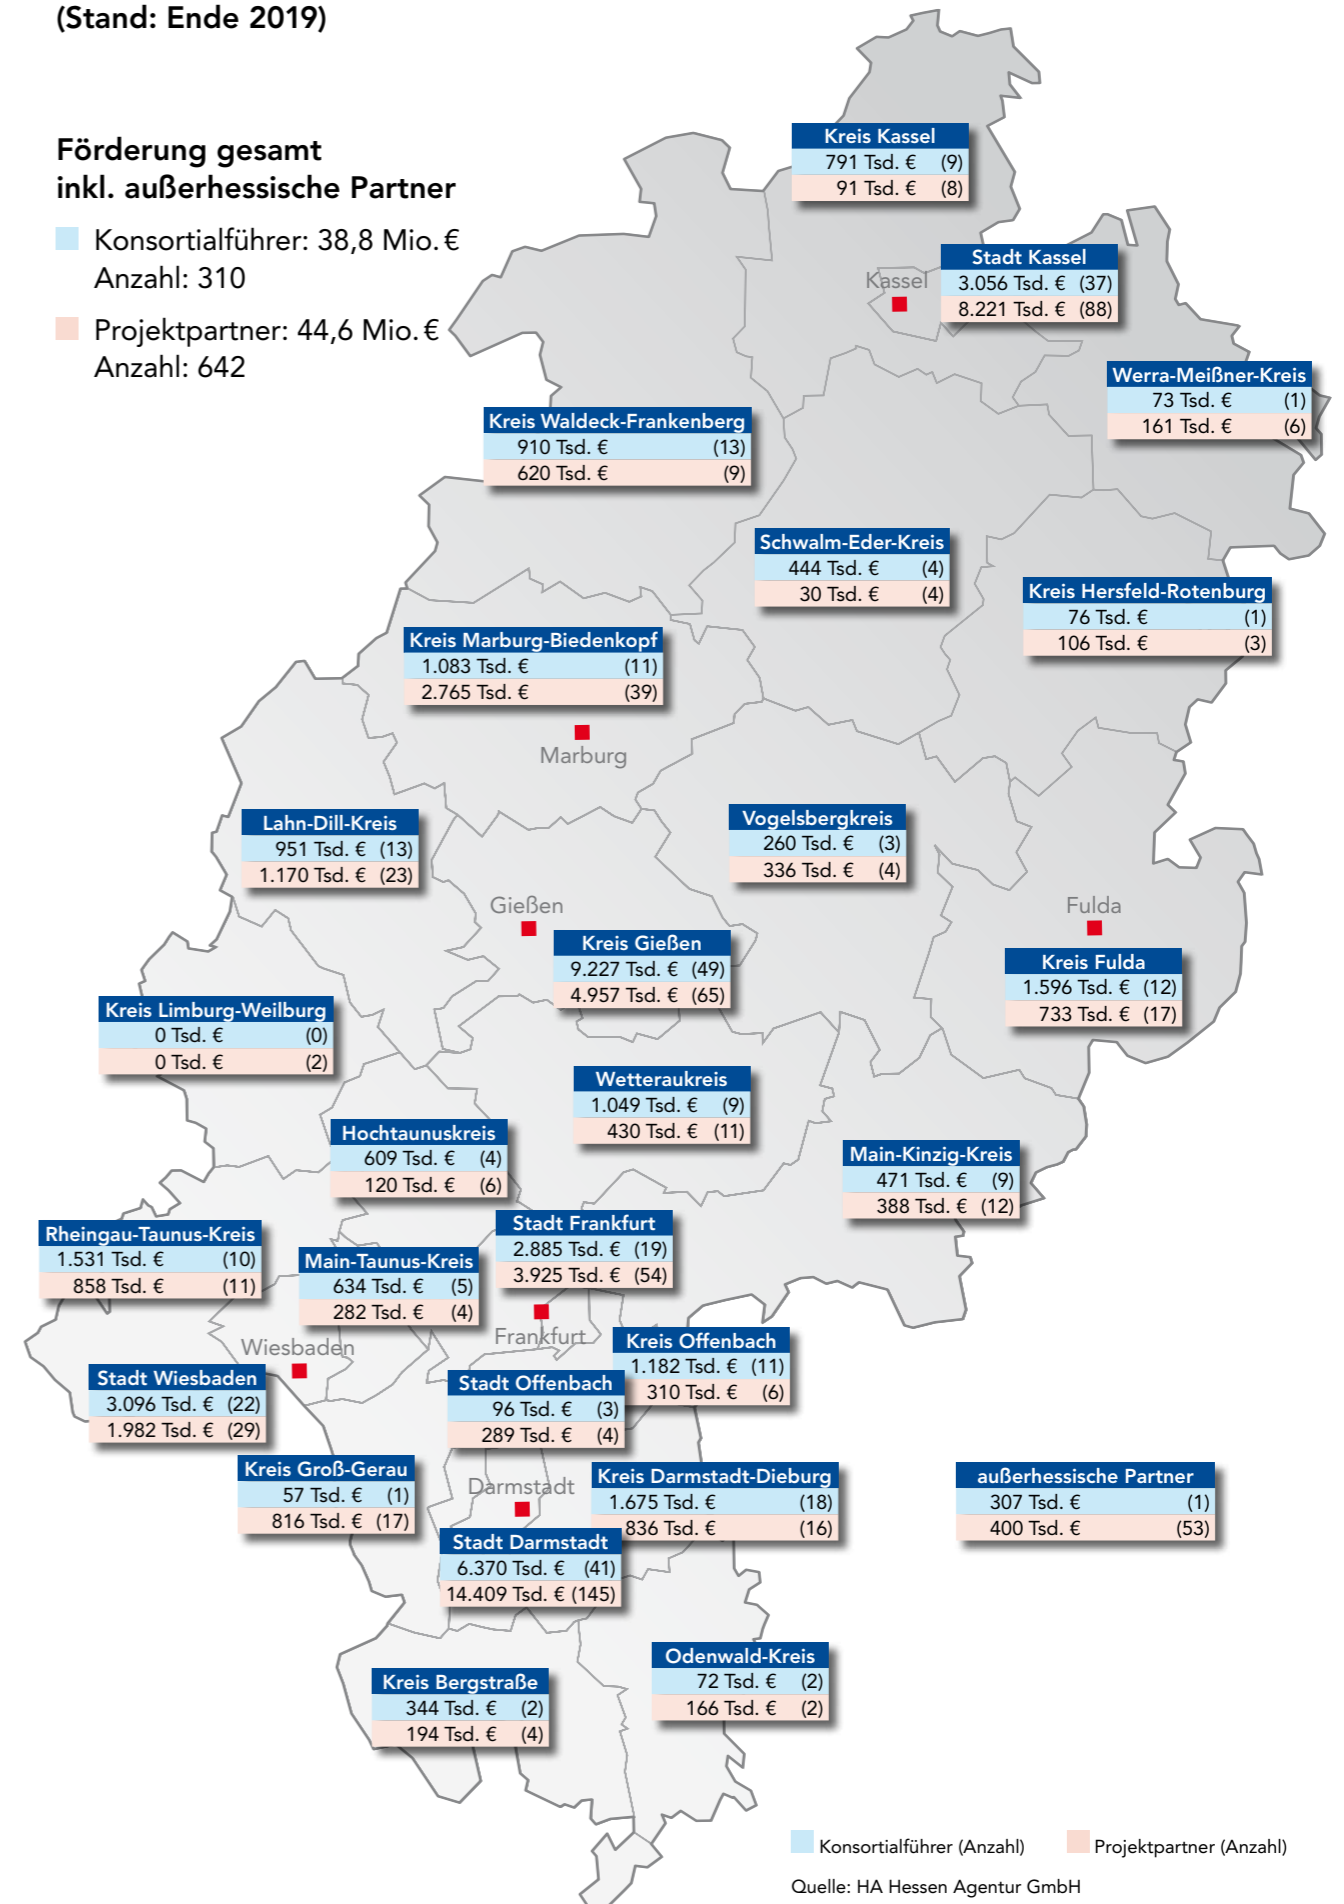 (Stand: Ende 2019)
Förderung gesamt
inkl. außerhessische Partner
Konsortialführer: 38,8 Mio. €
Anzahl: 310
Projektpartner: 44,6 Mio. €
Anzahl: 642
Kreis Kassel
791 Tsd. € (9)
91 Tsd. € (8)
Stadt Kassel
3.056 Tsd. € (37)
8.221 Tsd. € (88)
Kassel
Werra-Meißner-Kreis
73 Tsd. € (1)
161 Tsd. € (6)
Kreis Waldeck-Frankenberg
910 Tsd. € (13)
620 Tsd. € (9)
Schwalm-Eder-Kreis
444 Tsd. € (4)
30 Tsd. € (4)
Kreis Hersfeld-Rotenburg
76 Tsd. € (1)
106 Tsd. € (3)
Kreis Marburg-Biedenkopf
1.083 Tsd. € (11)
2.765 Tsd. € (39)
Marburg
Lahn-Dill-Kreis
951 Tsd. € (13)
1.170 Tsd. € (23)
Vogelsbergkreis
260 Tsd. € (3)
336 Tsd. € (4)
Gießen
Kreis Gießen
9.227 Tsd. € (49)
4.957 Tsd. € (65)
Fulda
Kreis Fulda
1.596 Tsd. € (12)
733 Tsd. € (17)
Kreis Limburg-Weilburg
0 Tsd. € (0)
0 Tsd. € (2)
Wetteraukreis
1.049 Tsd. € (9)
430 Tsd. € (11)
Hochtaunuskreis
609 Tsd. € (4)
120 Tsd. € (6)
Main-Kinzig-Kreis
471 Tsd. € (9)
388 Tsd. € (12)
Rheingau-Taunus-Kreis
1.531 Tsd. € (10)
858 Tsd. € (11)
Main-Taunus-Kreis
634 Tsd. € (5)
282 Tsd. € (4)
Stadt Frankfurt
2.885 Tsd. € (19)
3.925 Tsd. € (54)
Frankfurt
Wiesbaden
Stadt Wiesbaden
3.096 Tsd. € (22)
1.982 Tsd. € (29)
Kreis Offenbach
1.182 Tsd. € (11)
310 Tsd. € (6)
Stadt Offenbach
96 Tsd. € (3)
289 Tsd. € (4)
Kreis Groß-Gerau
57 Tsd. € (1)
816 Tsd. € (17)
Darmstadt
Kreis Darmstadt-Dieburg
1.675 Tsd. € (18)
836 Tsd. € (16)
außerhessische Partner
307 Tsd. € (1)
400 Tsd. € (53)
Stadt Darmstadt
6.370 Tsd. € (41)
14.409 Tsd. € (145)
Odenwald-Kreis
72 Tsd. € (2)
166 Tsd. € (2)
Kreis Bergstraße
344 Tsd. € (2)
194 Tsd. € (4)
Konsortialführer (Anzahl)
Projektpartner (Anzahl)
Quelle: HA Hessen Agentur GmbH